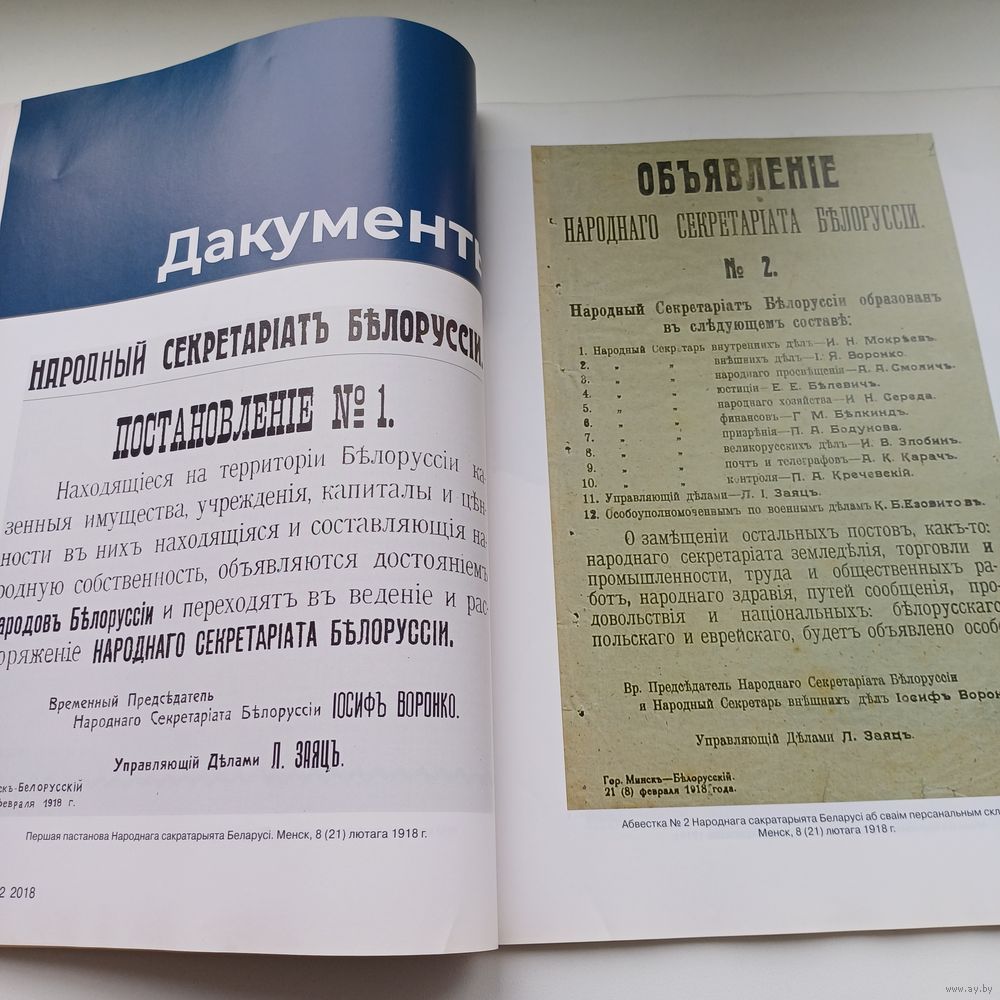 Дакумент
НАРОДНЫЙ СЕКРЕТАРІАТЪ БѢЛОРУССІИ.
ПОСТАНОВЛЕНІЕ № 1.
Находящіеся на територіи Бѣлоруссіи ка-
зенныя имущества, учрежденія, капиталы и цѣн-
ности въ нихъ находящіяся и составляющія на-
родную собственность, объявляются достояніемъ
ародовъ Бѣлоруссіи и переходятъ въ веденіе и рас-
оряженіе НАРОДНАГО СЕКРЕТАРІАТА БѢЛОРУССІИ.
Временный Предсѣдатель
Народнаго Секретаріата Бѣлоруссіи ІОСИФЪ ВОРОНКО.
Управляющій Дѣлами Л. ЗАЯЦЪ.
скъ-Белорусскій
февраля 1918 г.
Першая пастанова Народнага сакратарыята Беларусі. Менск, 8 (21) лютага 1918 г.
2 2018
ОБЪЯВЛЕНІЕ
НАРОДНАГО СЕКРЕТАРІАТА БѢЛОРУССІИ.
№ 2.
Народный Секретаріатъ Бѣлоруссіи образованъ
въ слѣдующемъ составѣ:
1. Народный Секретарь внутреннихъ дѣлъ—И. Н. Мокрѣевъ.
2. „ „ внѣшнихъ дѣлъ—І. Я. Воронко.
3. „ „ народнаго просвѣщенія—А. А. Смоличъ.
4. „ „ юстиціи—Е. Е. Бѣлевичъ.
5. „ „ народнаго хозяйства—И. Н. Середа.
6. „ „ финансовъ—Г. М. Бѣлкиндъ.
7. „ „ призрѣнія—П. А. Бодунова.
8. „ „ великорусскихъ дѣлъ—И. В. Злобинъ.
9. „ „ почтъ и телеграфовъ—А. К. Карачъ.
10. „ „ контроля—П. А. Кречевскій.
11. Управляющій дѣлами—Л. І. Заяцъ.
12. Особоуполномоченнымъ по военнымъ дѣламъ К. Б. Езовитовъ.
О замѣщеніи остальныхъ постовъ, какъ-то:
народнаго секретаріата земледѣлія, торговли и
промышленности, труда и общественныхъ ра-
ботъ, народнаго здравія, путей сообщенія, про-
довольствія и національныхъ: бѣлорусскаго
польскаго и еврейскаго, будетъ объявлено особо
Вр. Предсѣдатель Народнаго Секретаріата Бѣлоруссіи
и Народный Секретарь внѣшнихъ дѣлъ Іосифъ Ворон
Управляющій Дѣлами Л. Заяцъ.
Гор. Минскъ—Бѣлорусскій.
21 (8) февраля 1918 года.
Абвестка № 2 Народнага сакратарыята Беларусі аб сваім персанальным скл
Менск, 8 (21) лютага 1918 г.
www.ay.by